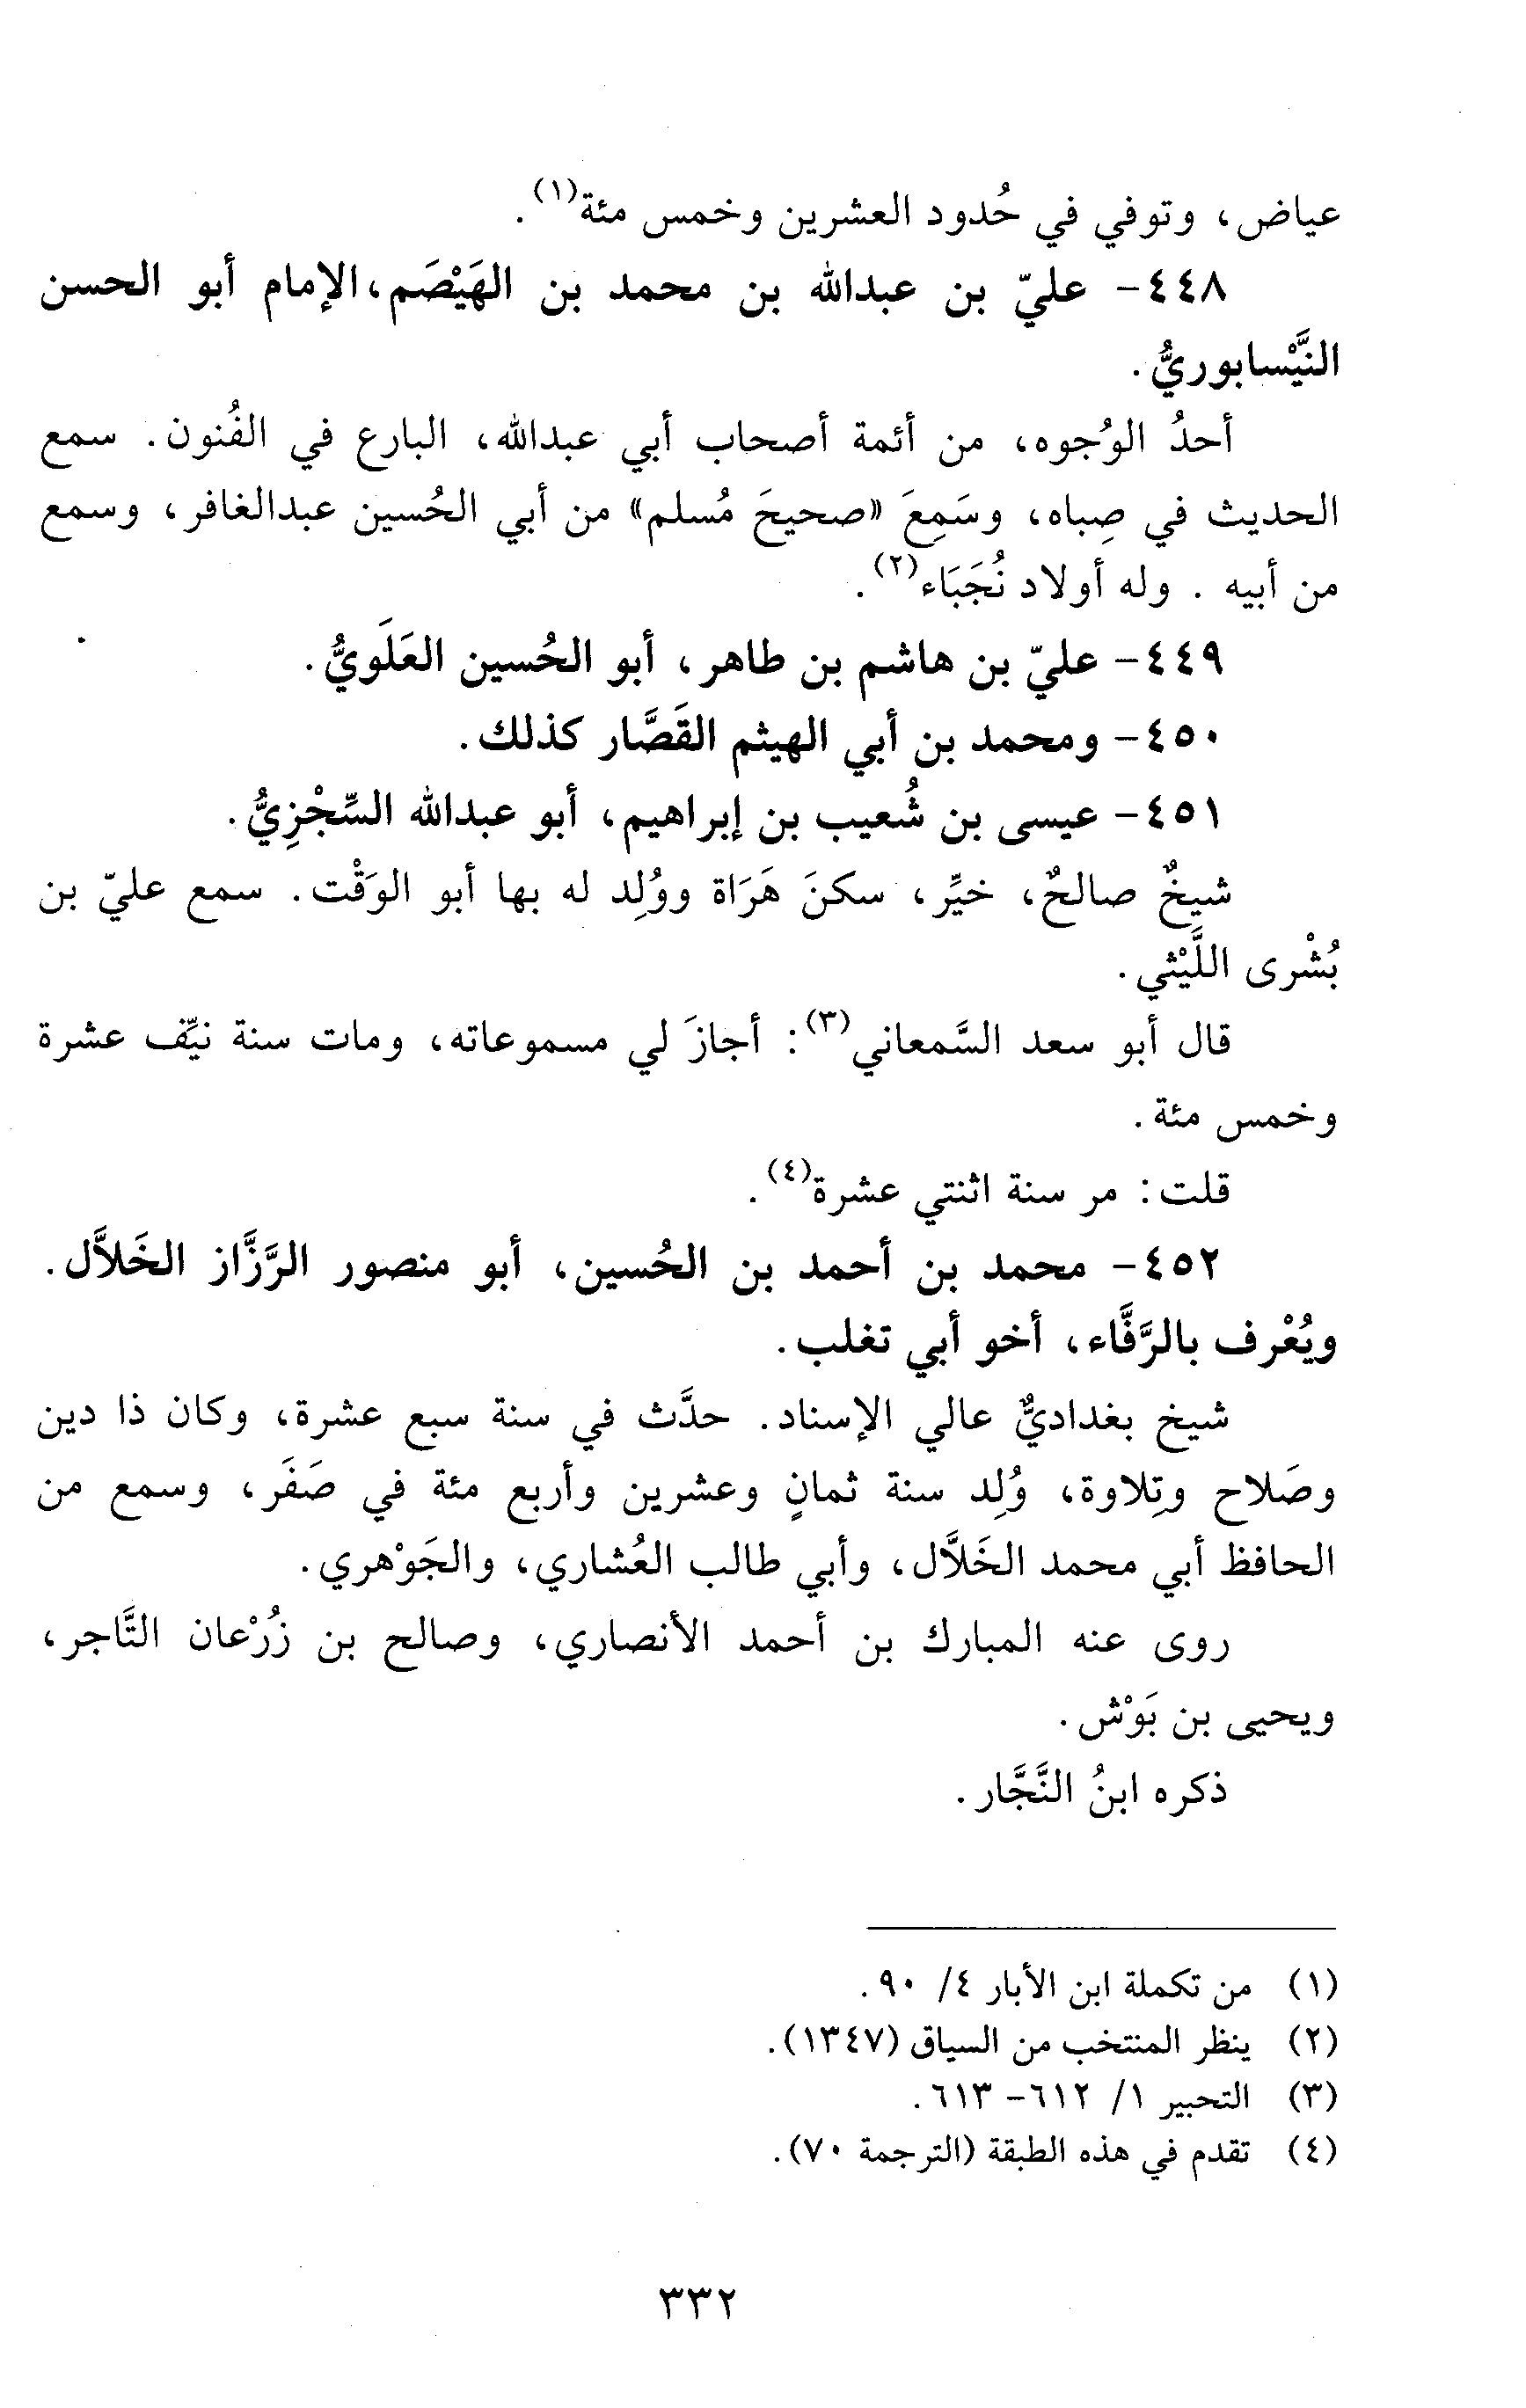 عياض، وتوفي في حُدود العشرين وخمس مئة(١).
٤٤٨- عليّ بن عبدالله بن محمد بن الهَيْصَم، الإمام أبو الحسن
النَّيْسابوريُّ.
أحدُ الوُجوه، من أئمة أصحاب أبي عبدالله، البارع في الفُنون. سمع
الحديث في صِباه، وسَمِعَ «صحيحَ مُسلم» من أبي الحُسين عبدالغافر، وسمع
من أبيه . وله أولاد نُجَبَاء(٢).
٤٤٩- عليّ بن هاشم بن طاهر، أبو الحُسين العَلَويُّ.
٤٥٠- ومحمد بن أبي الهيثم القَصَّار كذلك.
٤٥١- عيسى بن شُعيب بن إبراهيم، أبو عبدالله السِّجْزِيُّ.
شيخٌ صالحٌ، خيِّر، سكنَ هَرَاة ووُلِد له بها أبو الوَقْت. سمع عليّ بن
بُشْرى اللَّيْثي.
قال أبو سعد السَّمعاني(٣): أجازَ لي مسموعاته، ومات سنة نيِّف عشرة
وخمس مئة.
قلت: مر سنة اثنتي عشرة(٤).
٤٥٢- محمد بن أحمد بن الحُسين، أبو منصور الرَّزَّاز الخَلاَّل.
ويُعْرف بالرَّفَّاء، أخو أبي تغلب.
شيخ بغداديٌّ عالي الإسناد. حدَّث في سنة سبع عشرة، وكان ذا دين
وصَلاح وتِلاوة، وُلِد سنة ثمانٍ وعشرين وأربع مئة في صَفَر، وسمع من
الحافظ أبي محمد الخَلاَّل، وأبي طالب العُشاري، والجَوْهري.
روى عنه المبارك بن أحمد الأنصاري، وصالح بن زُرْعان التَّاجر،
ويحيى بن بَوْش.
ذكره ابنُ النَّجَّار.
(١) من تكملة ابن الأبار ٤/ ٩٠.
(٢) ينظر المنتخب من السياق (١٣٤٧).
(٣) التحبير ١/ ٦١٢- ٦١٣.
(٤) تقدم في هذه الطبقة (الترجمة ٧٠).
٣٣٢